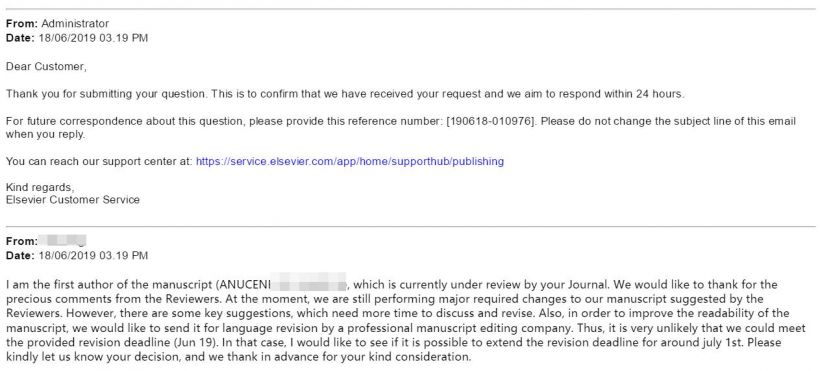 From: Administrator
Date: 18/06/2019 03.19 PM
Dear Customer,
Thank you for submitting your question. This is to confirm that we have received your request and we aim to respond within 24 hours.
For future correspondence about this question, please provide this reference number: [190618-010976]. Please do not change the subject line of this email
when you reply.
You can reach our support center at: https://service.elsevier.com/app/home/supporthub/publishing
Kind regards,
Elsevier Customer Service
From:
Date: 18/06/2019 03.19 PM
I am the first author of the manuscript (ANUCEN , which is currently under review by your Journal. We would like to thank for the
precious comments from the Reviewers. At the moment, we are still performing major required changes to our manuscript suggested by the
Reviewers. However, there are some key suggestions, which need more time to discuss and revise. Also, in order to improve the readability of the
manuscript, we would like to send it for language revision by a professional manuscript editing company. Thus, it is very unlikely that we could meet
the provided revision deadline (Jun 19). In that case, I would like to see if it is possible to extend the revision deadline for around july 1st. Please
kindly let us know your decision, and we thank in advance for your kind consideration.